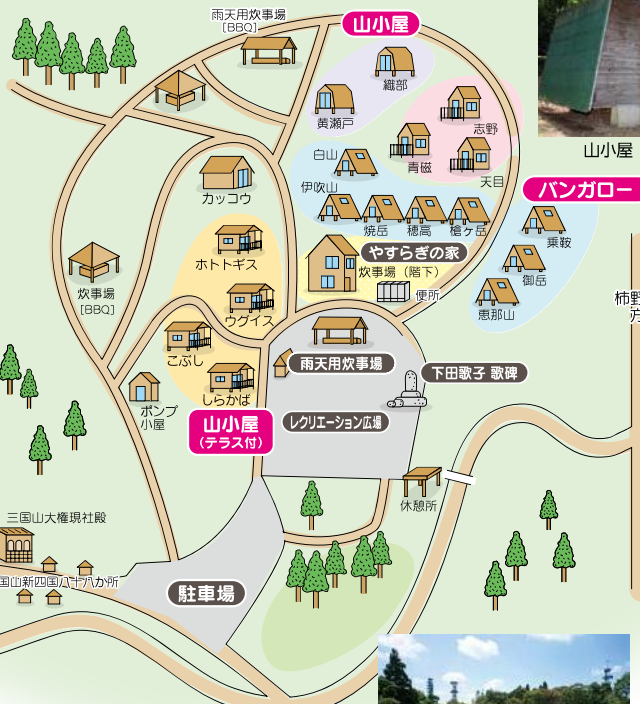 雨天用炊事場
[BBQ]
山小屋
織部
黄瀬戸
志野
青磁
天目
山小屋
白山
伊吹山
焼岳
穂高
槍ヶ岳
バンガロー
乗鞍
御岳
恵那山
カッコウ
ホトトギス
ウグイス
やすらぎの家
炊事場（階下）
便所
炊事場
[BBQ]
こぶし
しらかば
ポンプ
小屋
山小屋
（テラス付）
雨天用炊事場
下田歌子 歌碑
レクリエーション広場
休憩所
柿野
三国山大権現社殿
国山新四国八十八か所
駐車場